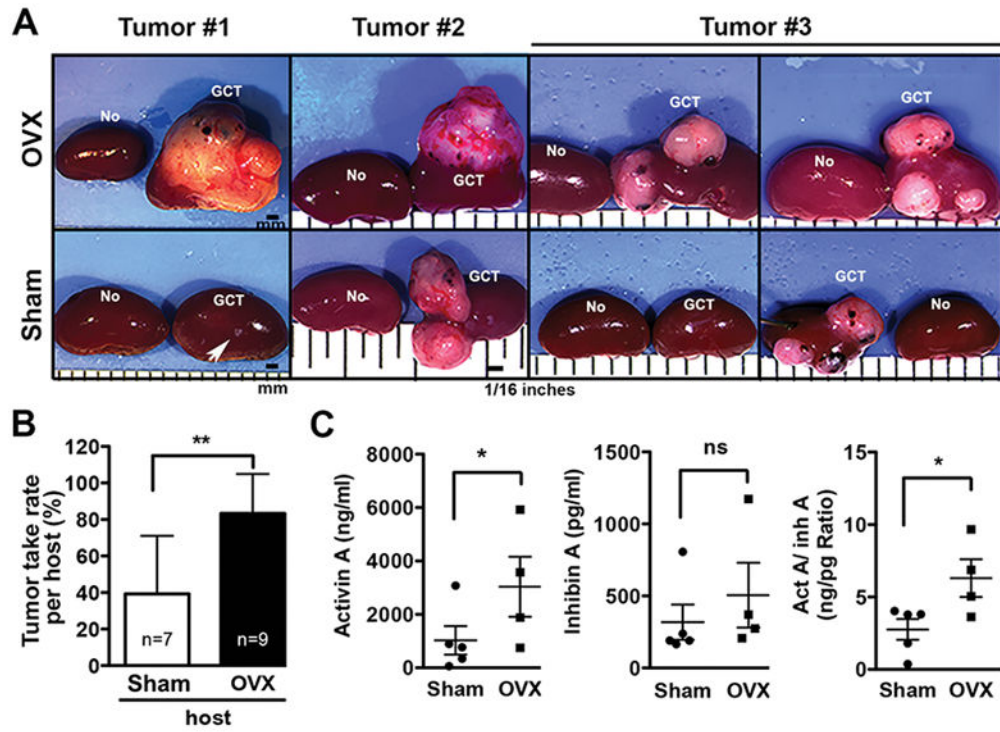 A
Tumor #1 Tumor #2 Tumor #3
OVX
No GCT
mm
No GCT
No GCT
No GCT
Sham
No GCT
No GCT
No GCT
GCT No
mm
1/16 inches
B
Tumor take rate
per host (%)
120
100
80
60
40
20
0
**
n=7 n=9
Sham OVX
host
C
Activin A (ng/ml)
8000
6000
4000
2000
0
*
Sham OVX
Inhibin A (pg/ml)
1500
1000
500
0
ns
Sham OVX
Act A/ inh A
(ng/pg Ratio)
15
10
5
0
*
Sham OVX